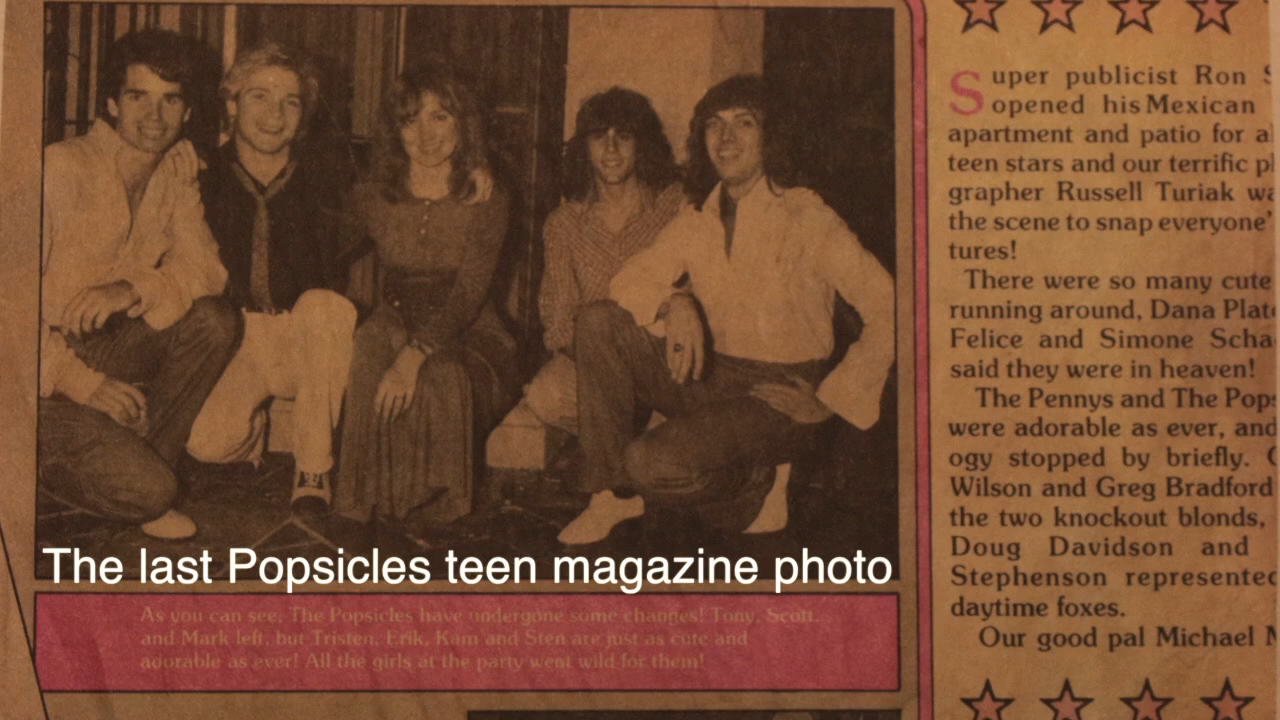 The last Popsicles teen magazine photo
As you can see, The Popsicles have undergone some changes! Tony, Scott,
and Mark left, but Tristen, Erik, Kam and Sten are just as cute and
adorable as ever! All the girls at the party went wild for them!
Super publicist Ron S
opened his Mexican
apartment and patio for al
teen stars and our terrific pl
grapher Russell Turiak wa
the scene to snap everyone'
tures!
There were so many cute
running around, Dana Plato
Felice and Simone Scha
said they were in heaven!
The Pennys and The Pops
were adorable as ever, and
ogy stopped by briefly.
Wilson and Greg Bradford
the two knockout blonds,
Doug Davidson and
Stephenson represented
daytime foxes.
Our good pal Michael M